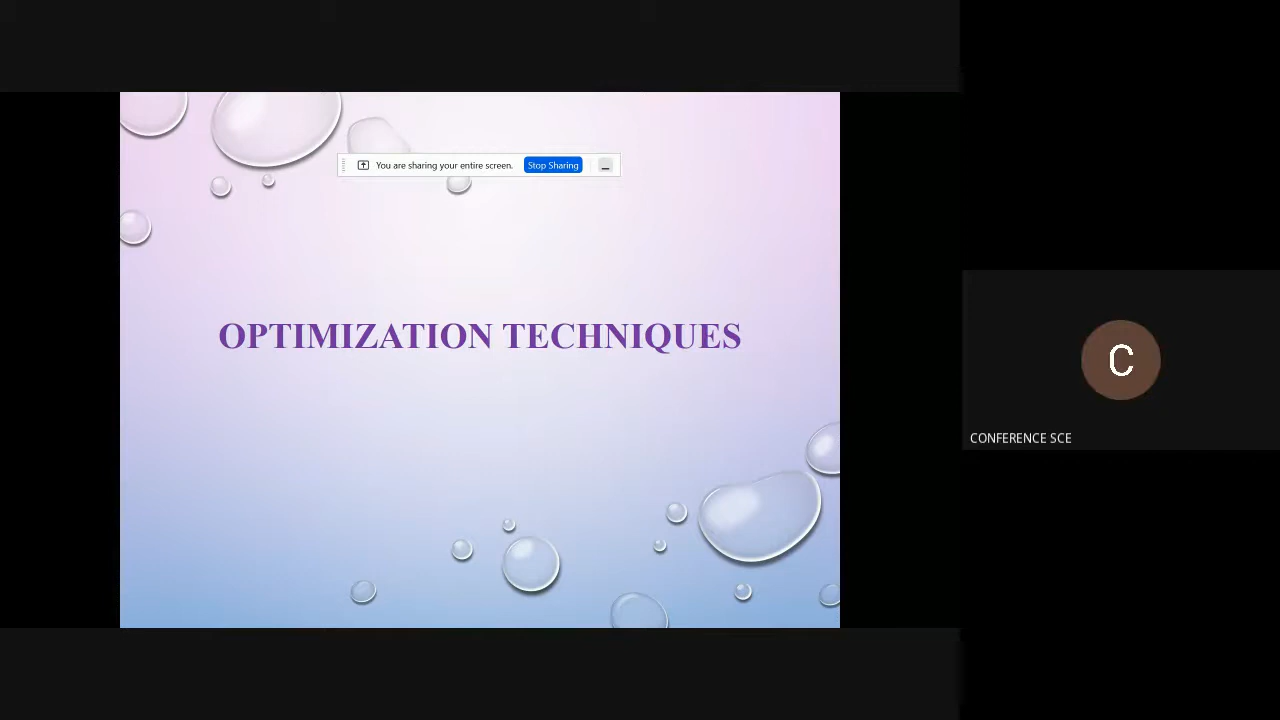 You are sharing your entire screen. Stop Sharing
OPTIMIZATION TECHNIQUES
C
CONFERENCE SCE